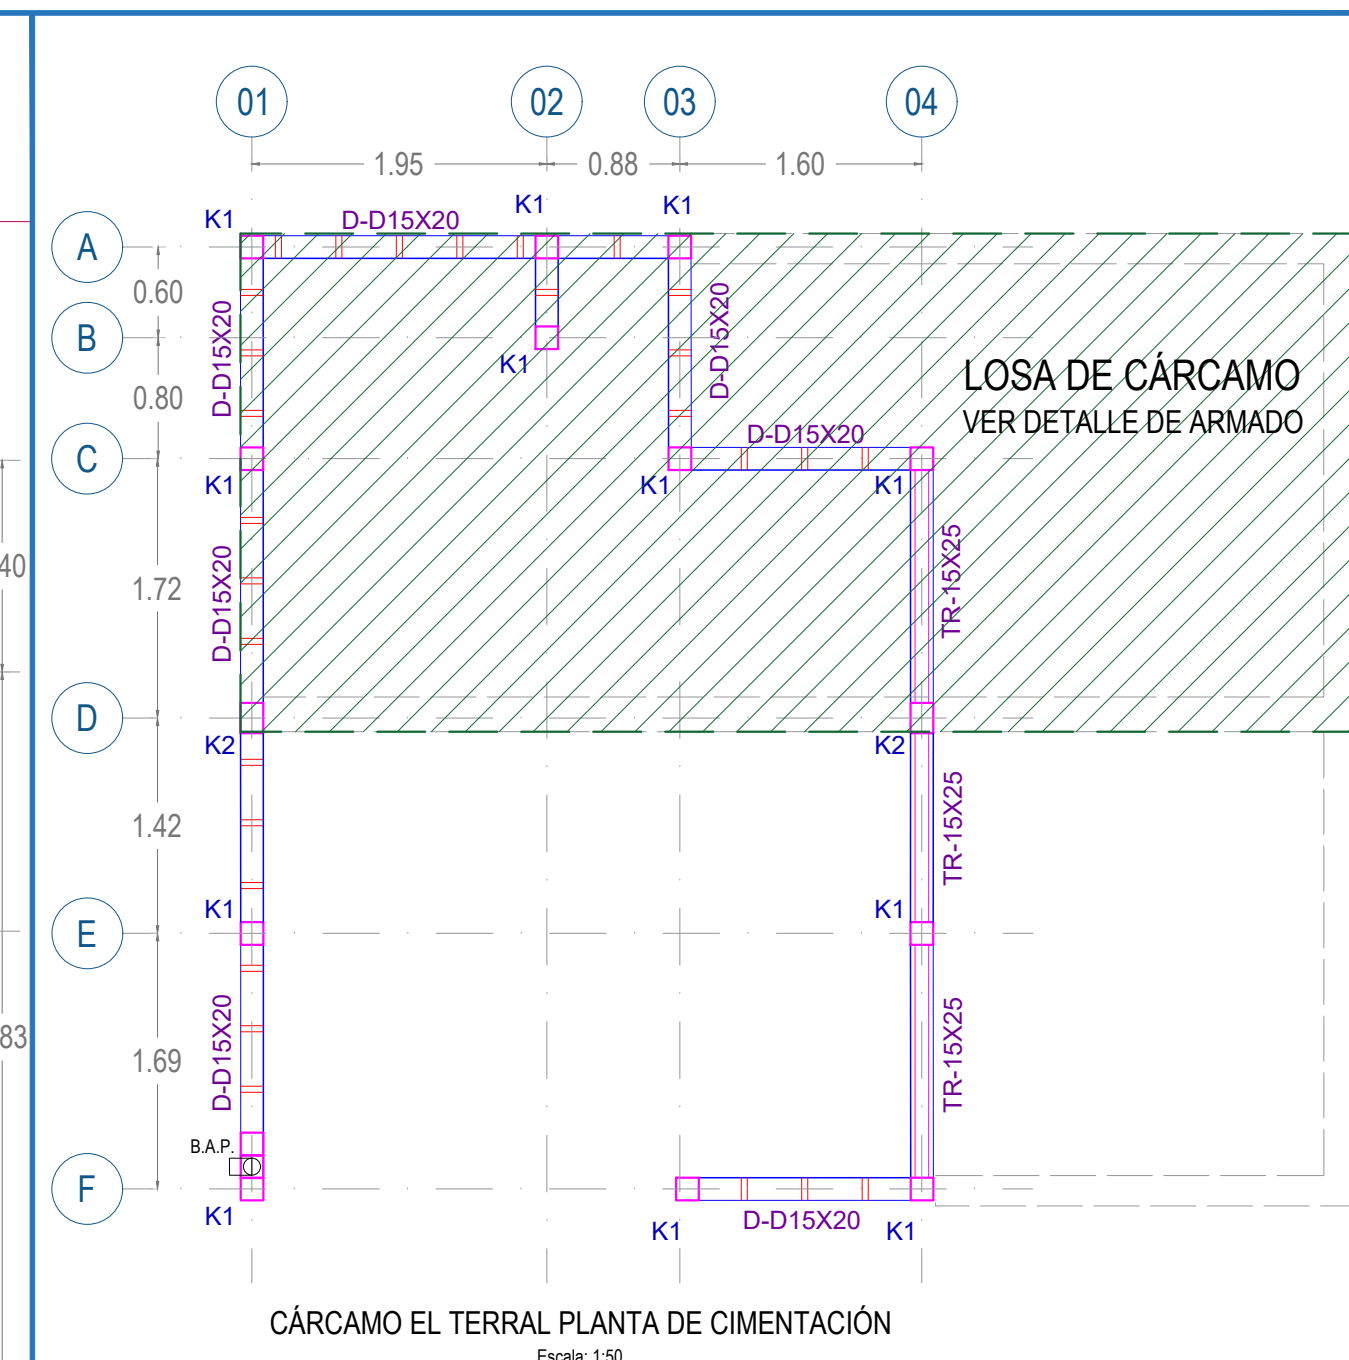 01 02 03 04
1.95 0.88 1.60
K1 D-D15X20 K1 K1
A
0.60
B
D-D15X20
K1
D-D15X20
LOSA DE CÁRCAMO
VER DETALLE DE ARMADO
0.80
C
D-D15X20
K1 K1 K1
40
1.72
D-D15X20
TR-15X25
D
K2 K2
1.42
TR-15X25
K1 K1
E
83
1.69
D-D15X20
TR-15X25
B.A.P.
F
K1 K1 D-D15X20 K1
CÁRCAMO EL TERRAL PLANTA DE CIMENTACIÓN
Escala: 1:50